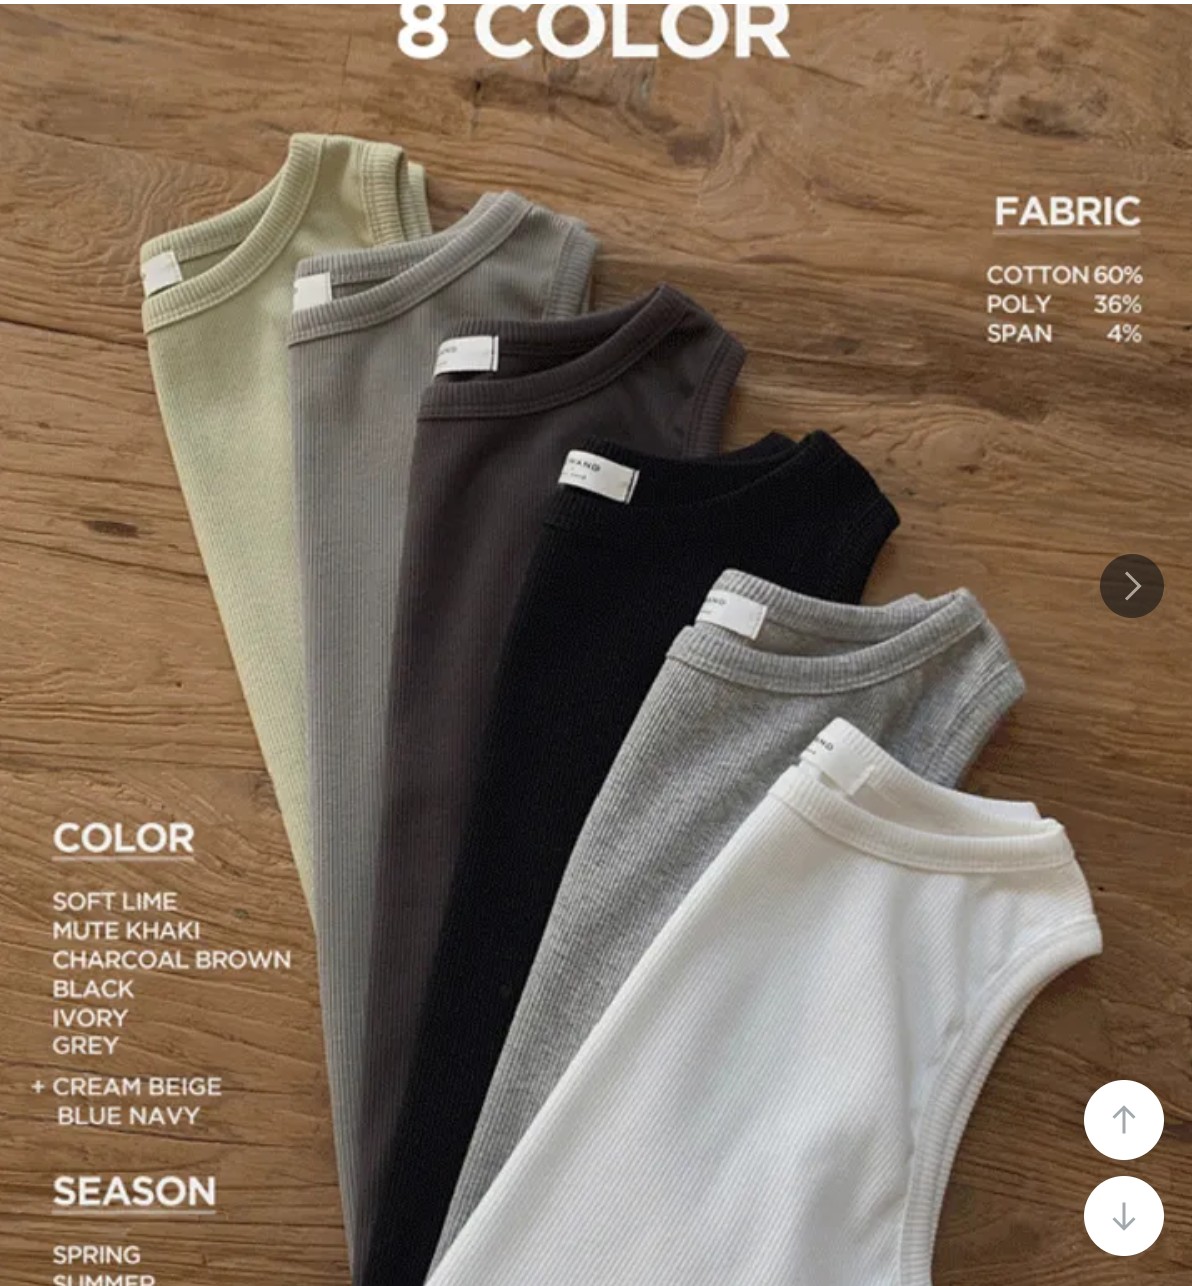 8 COLOR
FABRIC
COTTON 60%
POLY 36%
SPAN 4%
COLOR
SOFT LIME
MUTE KHAKI
CHARCOAL BROWN
BLACK
IVORY
GREY
+ CREAM BEIGE
BLUE NAVY
SEASON
SPRING
SUMMER